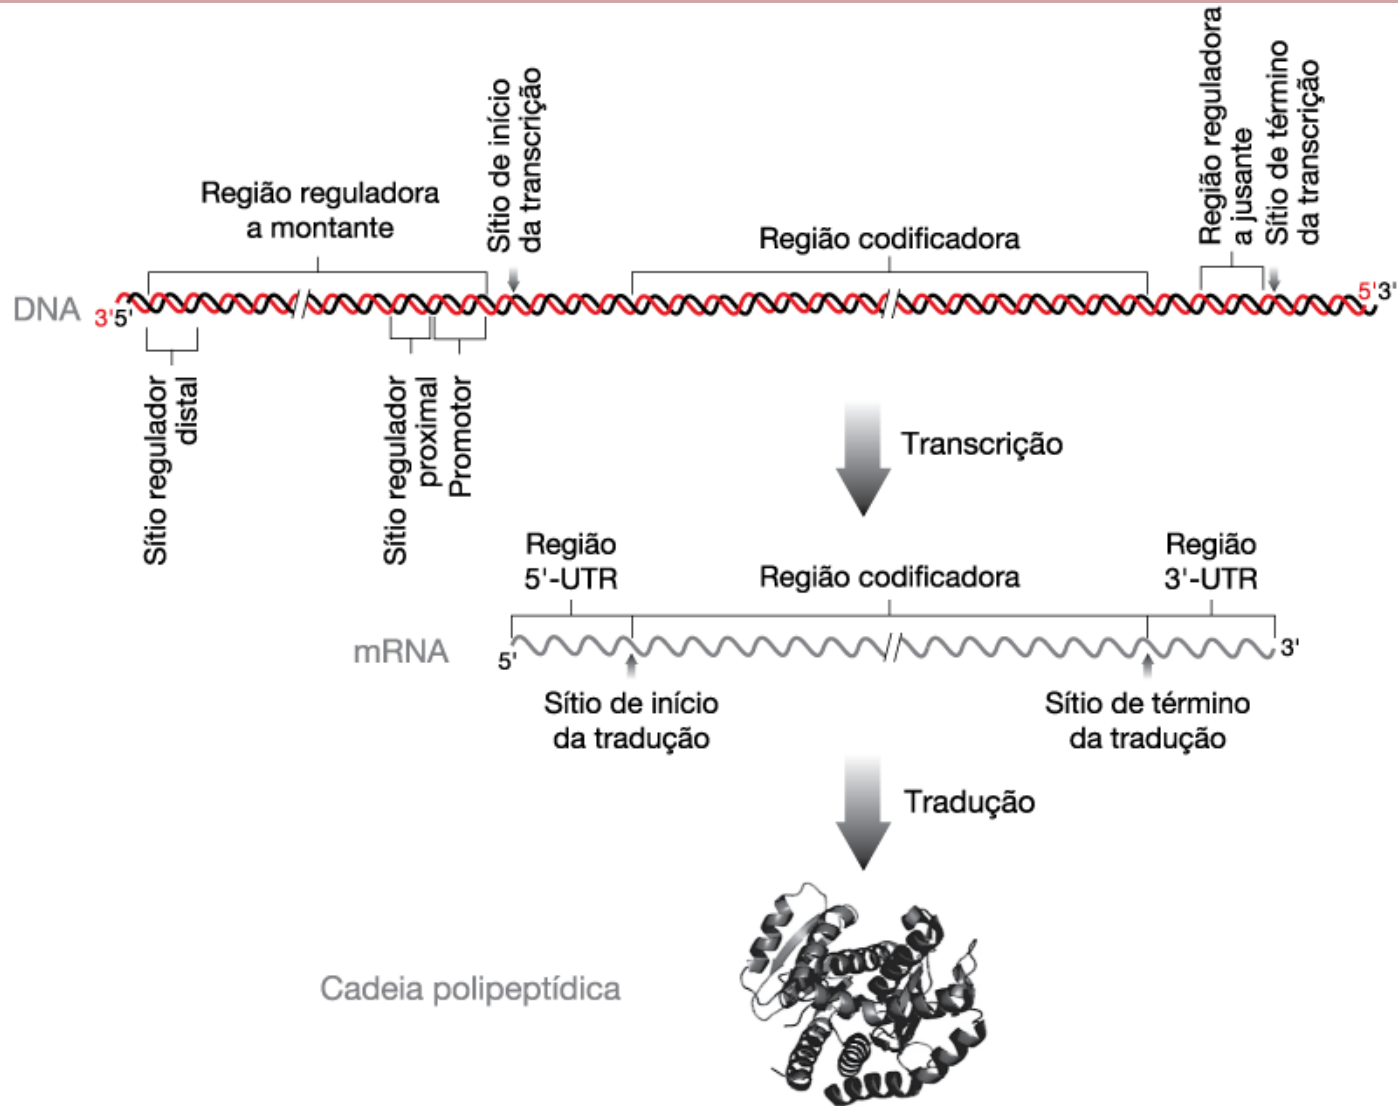 Região reguladora
a montante
Sítio de início
da transcrição
Região codificadora
Região reguladora
a jusante
Sítio de término
da transcrição
DNA
3'5'
5'3'
Sítio regulador
distal
Sítio regulador
proximal
Promotor
Transcrição
Região
5'-UTR
Região codificadora
Região
3'-UTR
mRNA
5'
3'
Sítio de início
da tradução
Sítio de término
da tradução
Tradução
Cadeia polipeptídica